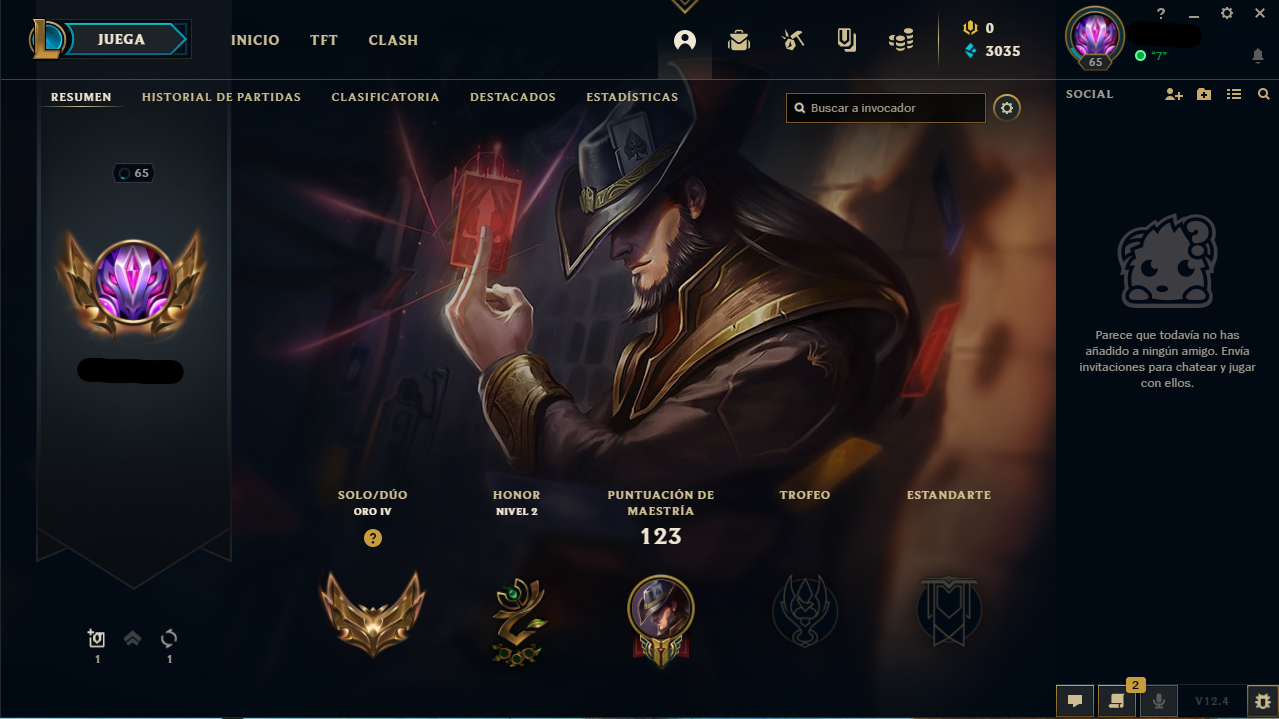 JUEGA
INICIO
TFT
CLASH
0
3035
?
65
“7”
RESUMEN
HISTORIAL DE PARTIDAS
CLASIFICATORIA
DESTACADOS
ESTADÍSTICAS
Buscar a invocador
SOCIAL
65
Parece que todavía no has
añadido a ningún amigo. Envía
invitaciones para chatear y jugar
con ellos.
SOLO/DÚO
ORO IV
?
HONOR
NIVEL 2
PUNTUACIÓN DE
MAESTRÍA
123
TROFEO
ESTANDARTE
1
1
2
V12.4